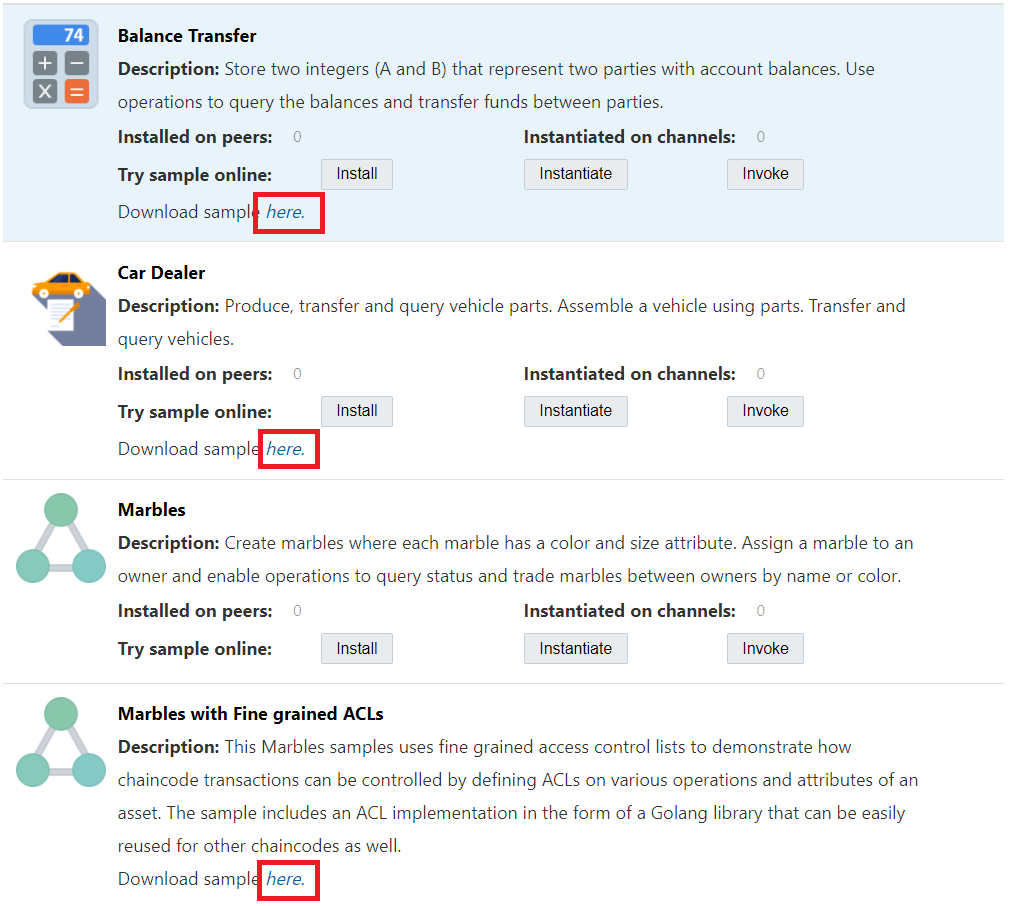 74
+ −
X =
Balance Transfer
Description: Store two integers (A and B) that represent two parties with account balances. Use
operations to query the balances and transfer funds between parties.
Installed on peers: 0 Instantiated on channels: 0
Try sample online: Install Instantiate Invoke
Download sample here.
Car Dealer
Description: Produce, transfer and query vehicle parts. Assemble a vehicle using parts. Transfer and
query vehicles.
Installed on peers: 0 Instantiated on channels: 0
Try sample online: Install Instantiate Invoke
Download sample here.
Marbles
Description: Create marbles where each marble has a color and size attribute. Assign a marble to an
owner and enable operations to query status and trade marbles between owners by name or color.
Installed on peers: 0 Instantiated on channels: 0
Try sample online: Install Instantiate Invoke
Marbles with Fine grained ACLs
Description: This Marbles samples uses fine grained access control lists to demonstrate how
chaincode transactions can be controlled by defining ACLs on various operations and attributes of an
asset. The sample includes an ACL implementation in the form of a Golang library that can be easily
reused for other chaincodes as well.
Download sample here.